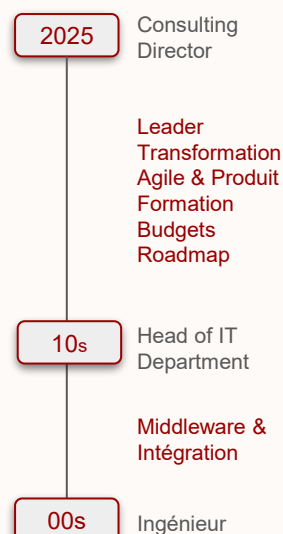 2025
Consulting
Director
Leader
Transformation
Agile & Produit
Formation
Budgets
Roadmap
10s
Head of IT
Department
Middleware &
Intégration
00s
Ingénieur